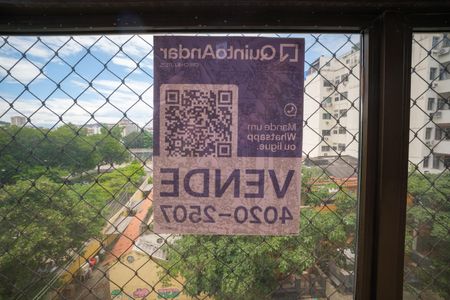 QuintoAndar
Mande um
Whatsapp
ou ligue.
VENDE
4020-2507